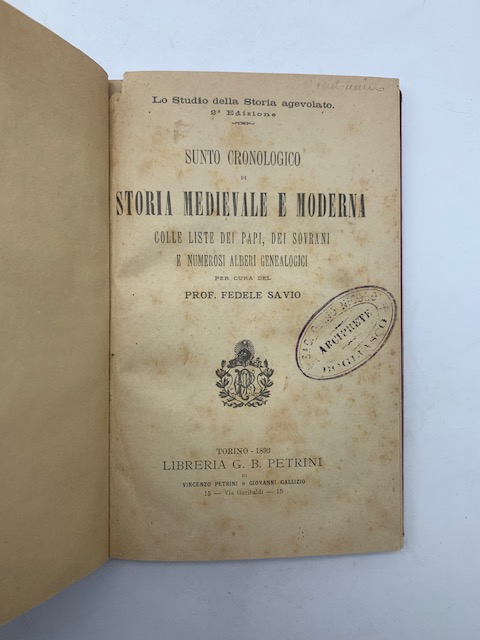 Lo Studio della Storia agevolato.
2ª Edizione
SUNTO CRONOLOGICO
DI
STORIA MEDIEVALE E MODERNA
COLLE LISTE DEI PAPI, DEI SOVRANI
E NUMEROSI ALBERI GENEALOGICI
PER CURA DEL
PROF. FEDELE SAVIO
ARCIPRETE
BOGLIASCO
TORINO - 1893
LIBRERIA G. B. PETRINI
DI
VINCENZO PETRINI e GIOVANNI GALLIZIO
15 — Via Garibaldi — 15